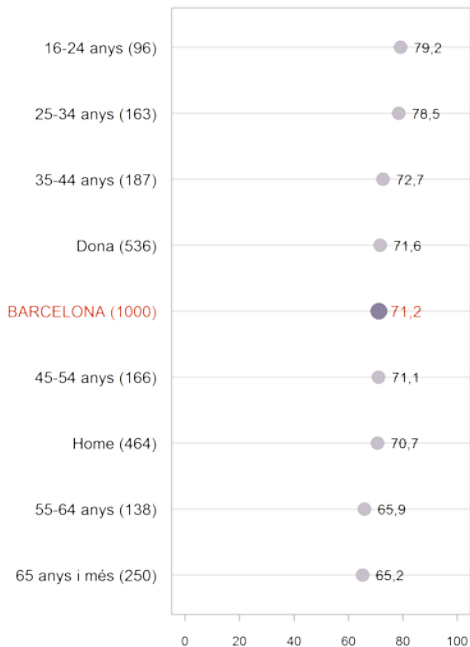 16-24 anys (96) 79,2
25-34 anys (163) 78,5
35-44 anys (187) 72,7
Dona (536) 71,6
BARCELONA (1000) 71,2
45-54 anys (166) 71,1
Home (464) 70,7
55-64 anys (138) 65,9
65 anys i més (250) 65,2
0 20 40 60 80 100